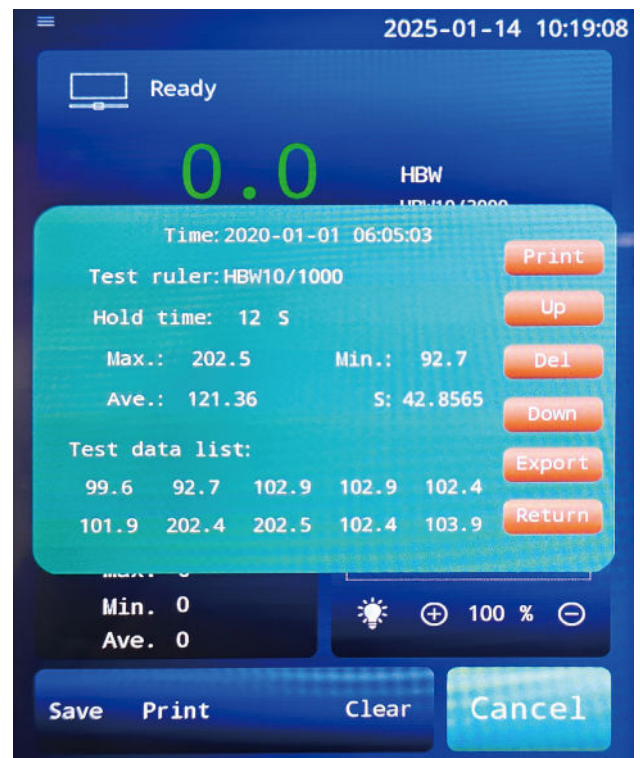 2025-01-14 10:19:08
Ready
0.0
HBW
Time:2020-01-01 06:05:03
Print
Test ruler:HBW10/1000
Hold time: 12 S
Up
Max.: 202.5 Min.: 92.7
Del
Ave.: 121.36 S: 42.8565
Down
Test data list:
Export
99.6 92.7 102.9 102.9 102.4
101.9 202.4 202.5 102.4 103.9
Return
Min. 0
100 %
Ave. 0
Save Print Clear Cancel